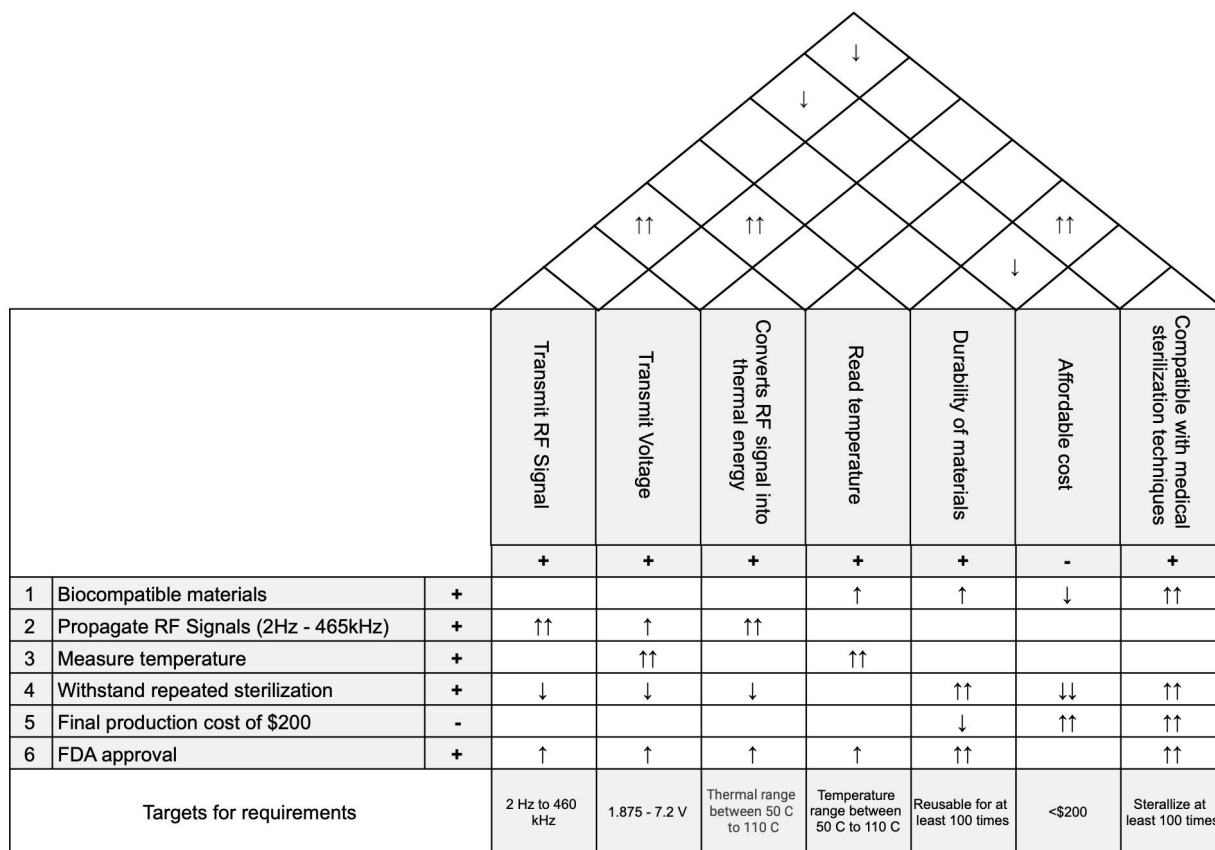 ↓
↓
↑↑ ↑↑ ↑↑
↓
Transmit RF Signal
Transmit Voltage
Converts RF signal into
thermal energy
Read temperature
Durability of materials
Affordable cost
Compatible with medical
sterilization techniques
+ + + + + - +
1 Biocompatible materials + ↑ ↑ ↓ ↑↑
2 Propagate RF Signals (2Hz - 465kHz) + ↑↑ ↑ ↑↑
3 Measure temperature + ↑↑ ↑↑
4 Withstand repeated sterilization + ↓ ↓ ↓ ↑↑ ↓↓ ↑↑
5 Final production cost of $200 - ↓ ↑↑ ↑↑
6 FDA approval + ↑ ↑ ↑ ↑ ↑↑ ↑↑
Targets for requirements
2 Hz to 460
kHz
1.875 - 7.2 V
Thermal range
between 50 C
to 110 C
Temperature
range between
50 C to 110 C
Reusable for at
least 100 times
<$200
Sterallize at
least 100 times